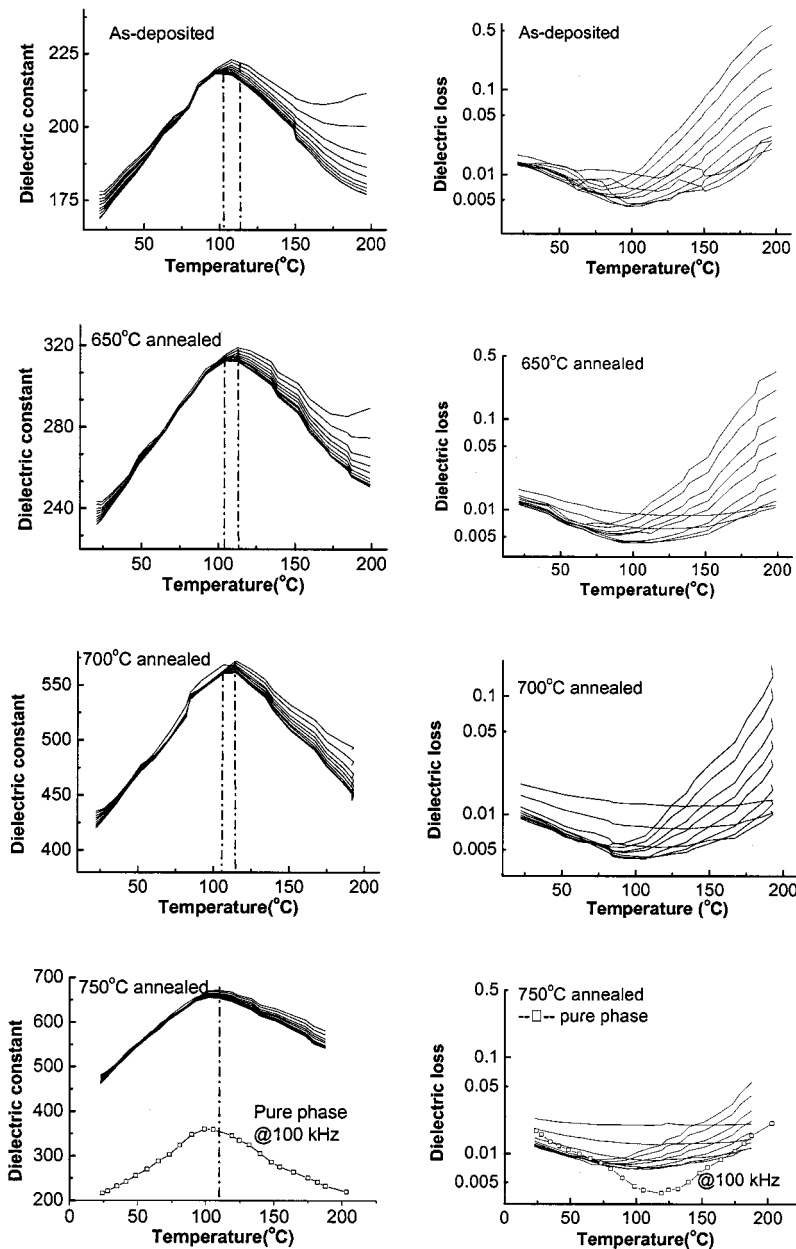 As-deposited
Dielectric constant
225
200
175
50
100
150
200
Temperature(°C)
As-deposited
Dielectric loss
0.5
0.1
0.05
0.01
0.005
50
100
150
200
Temperature(°C)
650°C annealed
Dielectric constant
320
280
240
50
100
150
200
Temperature(°C)
650°C annealed
Dielectric loss
0.5
0.1
0.05
0.01
0.005
50
100
150
200
Temperature(°C)
700°C annealed
Dielectric constant
550
500
450
400
50
100
150
200
Temperature(°C)
700°C annealed
Dielectric loss
0.1
0.05
0.01
0.005
50
100
150
200
Temperature (°C)
750°C annealed
Dielectric constant
700
600
500
400
300
200
Pure phase
@100 kHz
0
50
100
150
200
Temperature(°C)
750°C annealed
pure phase
Dielectric loss
0.5
0.1
0.05
0.01
0.005
@100 kHz
0
50
100
150
200
Temperature(°C)